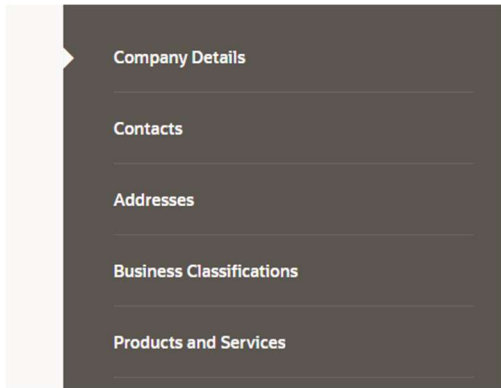 Company Details
Contacts
Addresses
Business Classifications
Products and Services